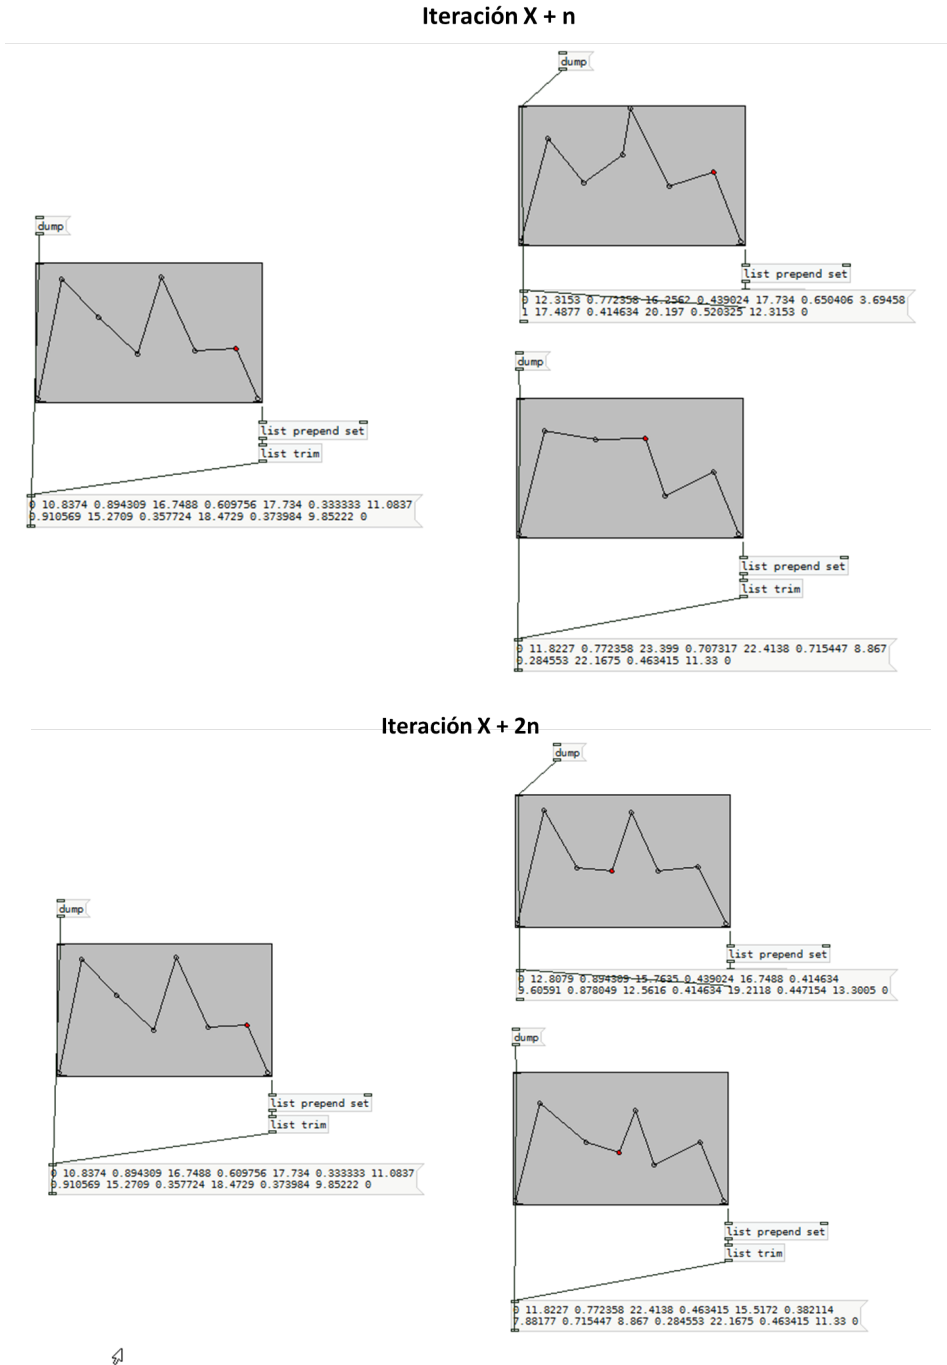 Iteración X + n
dump
list prepend set
0 12.3153 0.772358 16.2562 0.439024 17.734 0.650406 3.69458
1 17.4877 0.414634 20.197 0.520325 12.3153 0
dump
list prepend set
list trim
0 10.8374 0.894309 16.7488 0.609756 17.734 0.333333 11.0837
0.910569 15.2709 0.357724 18.4729 0.373984 9.85222 0
dump
list prepend set
list trim
0 11.8227 0.772358 23.399 0.707317 22.4138 0.715447 8.867
0.284553 22.1675 0.463415 11.33 0
Iteración X + 2n
dump
list prepend set
0 12.8079 0.894309 15.7635 0.439024 16.7488 0.414634
9.60591 0.878049 12.5616 0.414634 19.2118 0.447154 13.3005 0
dump
list prepend set
list trim
0 10.8374 0.894309 16.7488 0.609756 17.734 0.333333 11.0837
0.910569 15.2709 0.357724 18.4729 0.373984 9.85222 0
dump
list prepend set
list trim
0 11.8227 0.772358 22.4138 0.463415 15.5172 0.382114
7.88177 0.715447 8.867 0.284553 22.1675 0.463415 11.33 0